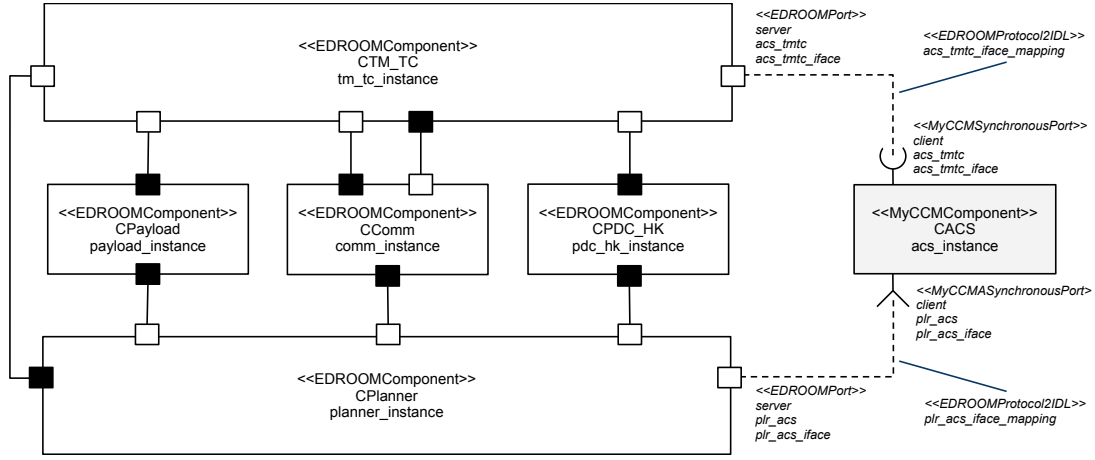 <<EDROOMComponent>>
CTM_TC
tm_tc_instance
<<EDROOMPort>>
server
acs_tmtc
acs_tmtc_iface
<<EDROOMProtocol2IDL>>
acs_tmtc_iface_mapping
<<MyCCMSynchronousPort>>
client
acs_tmtc
acs_tmtc_iface
<<EDROOMComponent>>
CPayload
payload_instance
<<EDROOMComponent>>
CComm
comm_instance
<<EDROOMComponent>>
CPDC_HK
pdc_hk_instance
<<MyCCMComponent>>
CACS
acs_instance
<<MyCCMASynchronousPort>
client
plr_acs
plr_acs_iface
<<EDROOMComponent>>
CPlanner
planner_instance
<<EDROOMPort>>
server
plr_acs
plr_acs_iface
<<EDROOMProtocol2IDL>>
plr_acs_iface_mapping